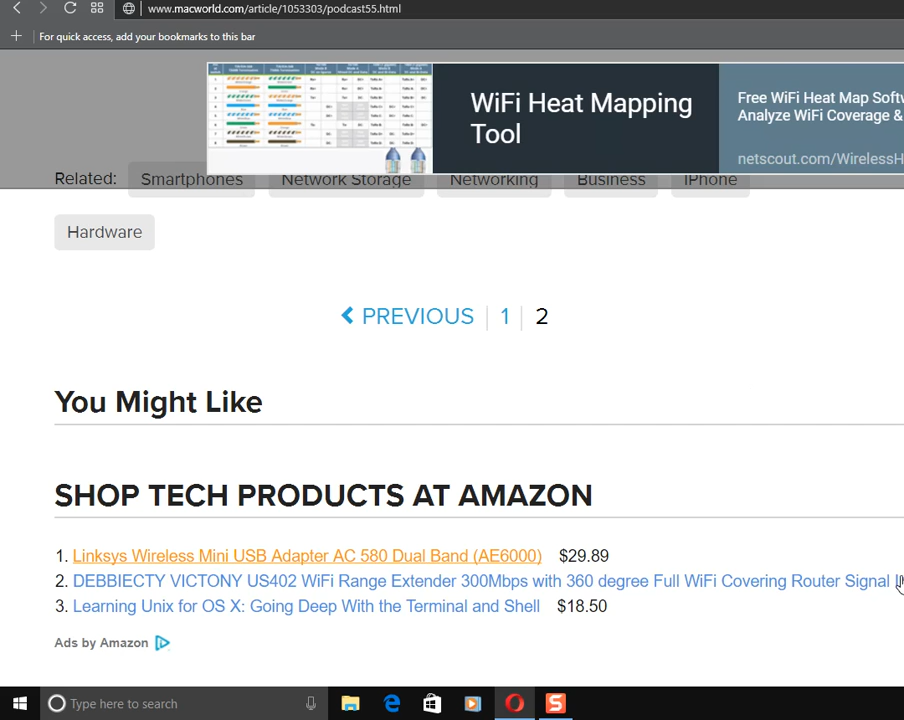 www.macworld.com/article/1053303/podcast55.html
For quick access, add your bookmarks to this bar
WiFi Heat Mapping
Tool
Free WiFi Heat Map Softw
Analyze WiFi Coverage &
netscout.com/WirelessH
Related: Smartphones Network Storage Networking Business iPhone
Hardware
PREVIOUS 1 2
You Might Like
SHOP TECH PRODUCTS AT AMAZON
1. Linksys Wireless Mini USB Adapter AC 580 Dual Band (AE6000) $29.89
2. DEBBIECTY VICTONY US402 WiFi Range Extender 300Mbps with 360 degree Full WiFi Covering Router Signal
3. Learning Unix for OS X: Going Deep With the Terminal and Shell $18.50
Ads by Amazon
Type here to search